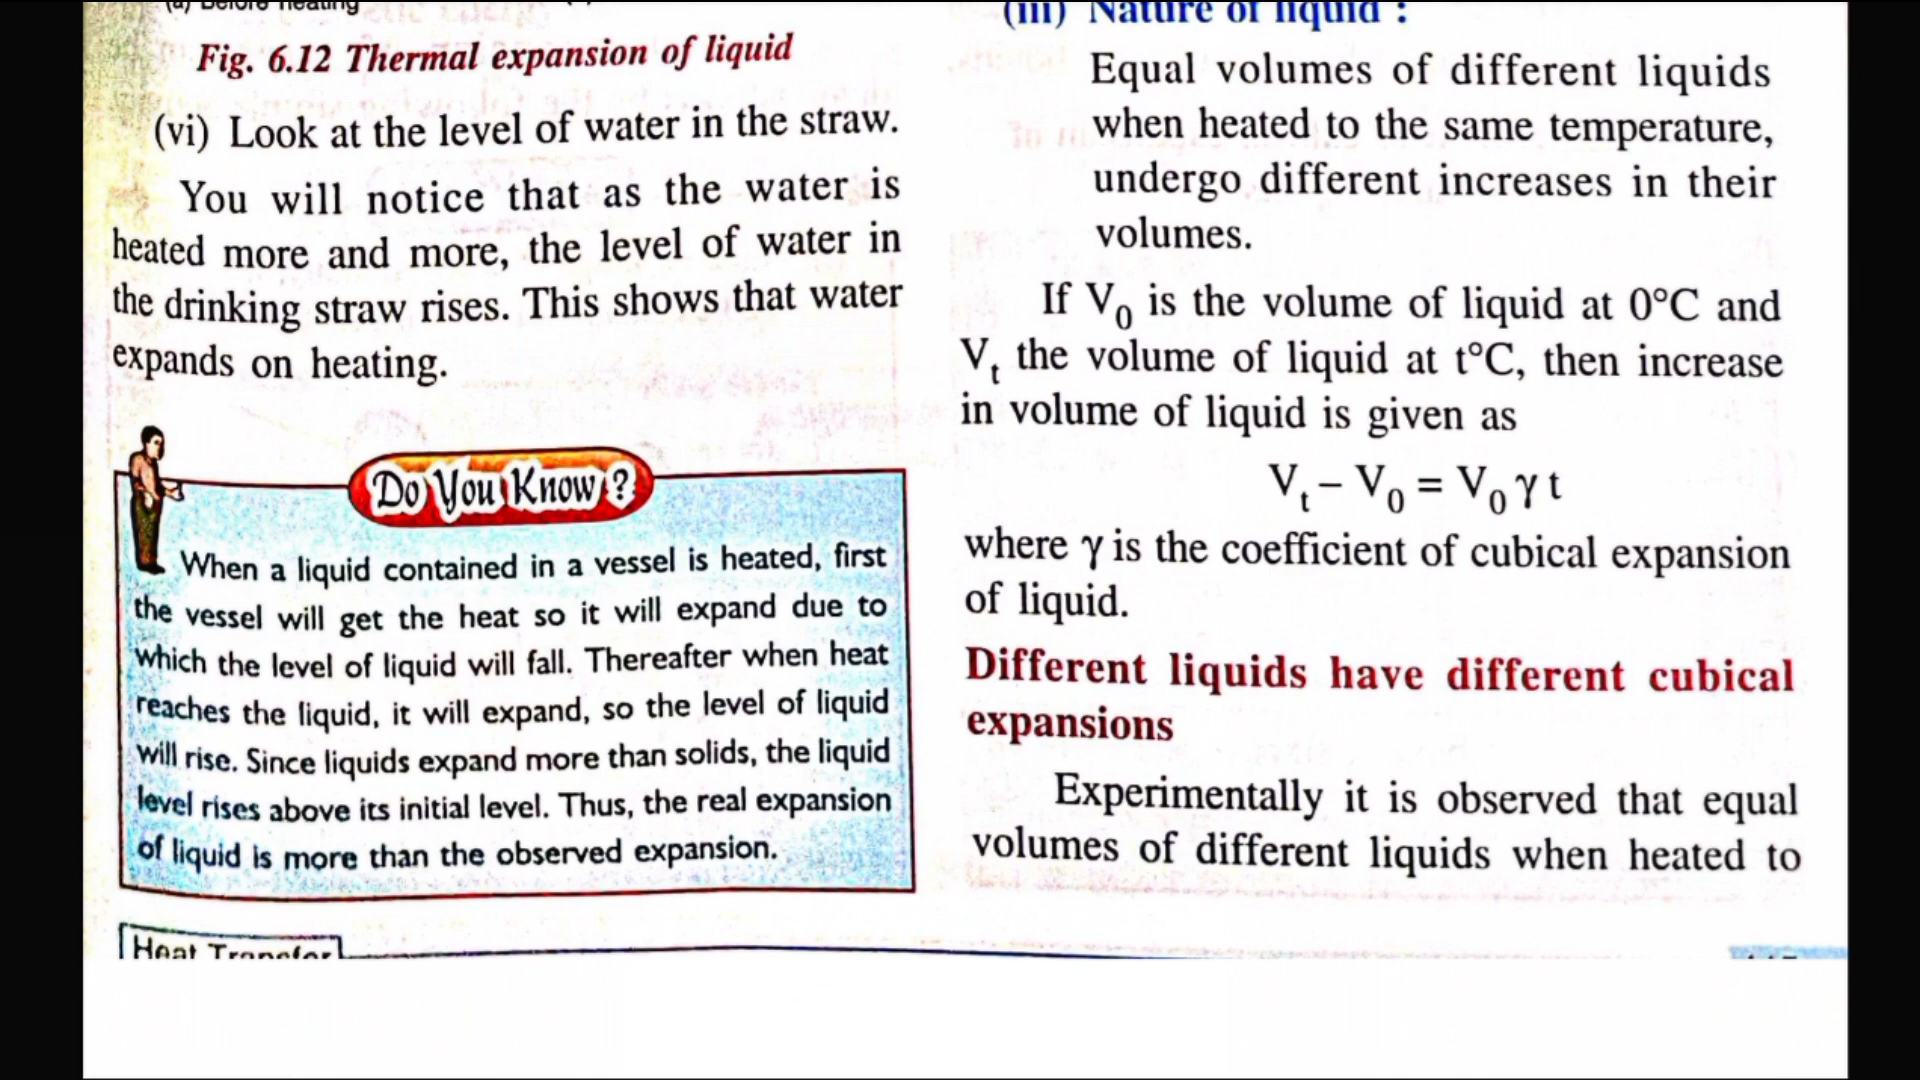 (a) Before heating
Fig. 6.12 Thermal expansion of liquid
(vi) Look at the level of water in the straw.
You will notice that as the water is
heated more and more, the level of water in
the drinking straw rises. This shows that water
expands on heating.
Do You Know ?
When a liquid contained in a vessel is heated, first
the vessel will get the heat so it will expand due to
which the level of liquid will fall. Thereafter when heat
reaches the liquid, it will expand, so the level of liquid
will rise. Since liquids expand more than solids, the liquid
level rises above its initial level. Thus, the real expansion
of liquid is more than the observed expansion.
Heat Transfer
(iii) Nature of liquid :
Equal volumes of different liquids
when heated to the same temperature,
undergo different increases in their
volumes.
If V₀ is the volume of liquid at 0°C and
Vₜ the volume of liquid at t°C, then increase
in volume of liquid is given as
Vₜ – V₀ = V₀ γ t
where γ is the coefficient of cubical expansion
of liquid.
Different liquids have different cubical
expansions
Experimentally it is observed that equal
volumes of different liquids when heated to